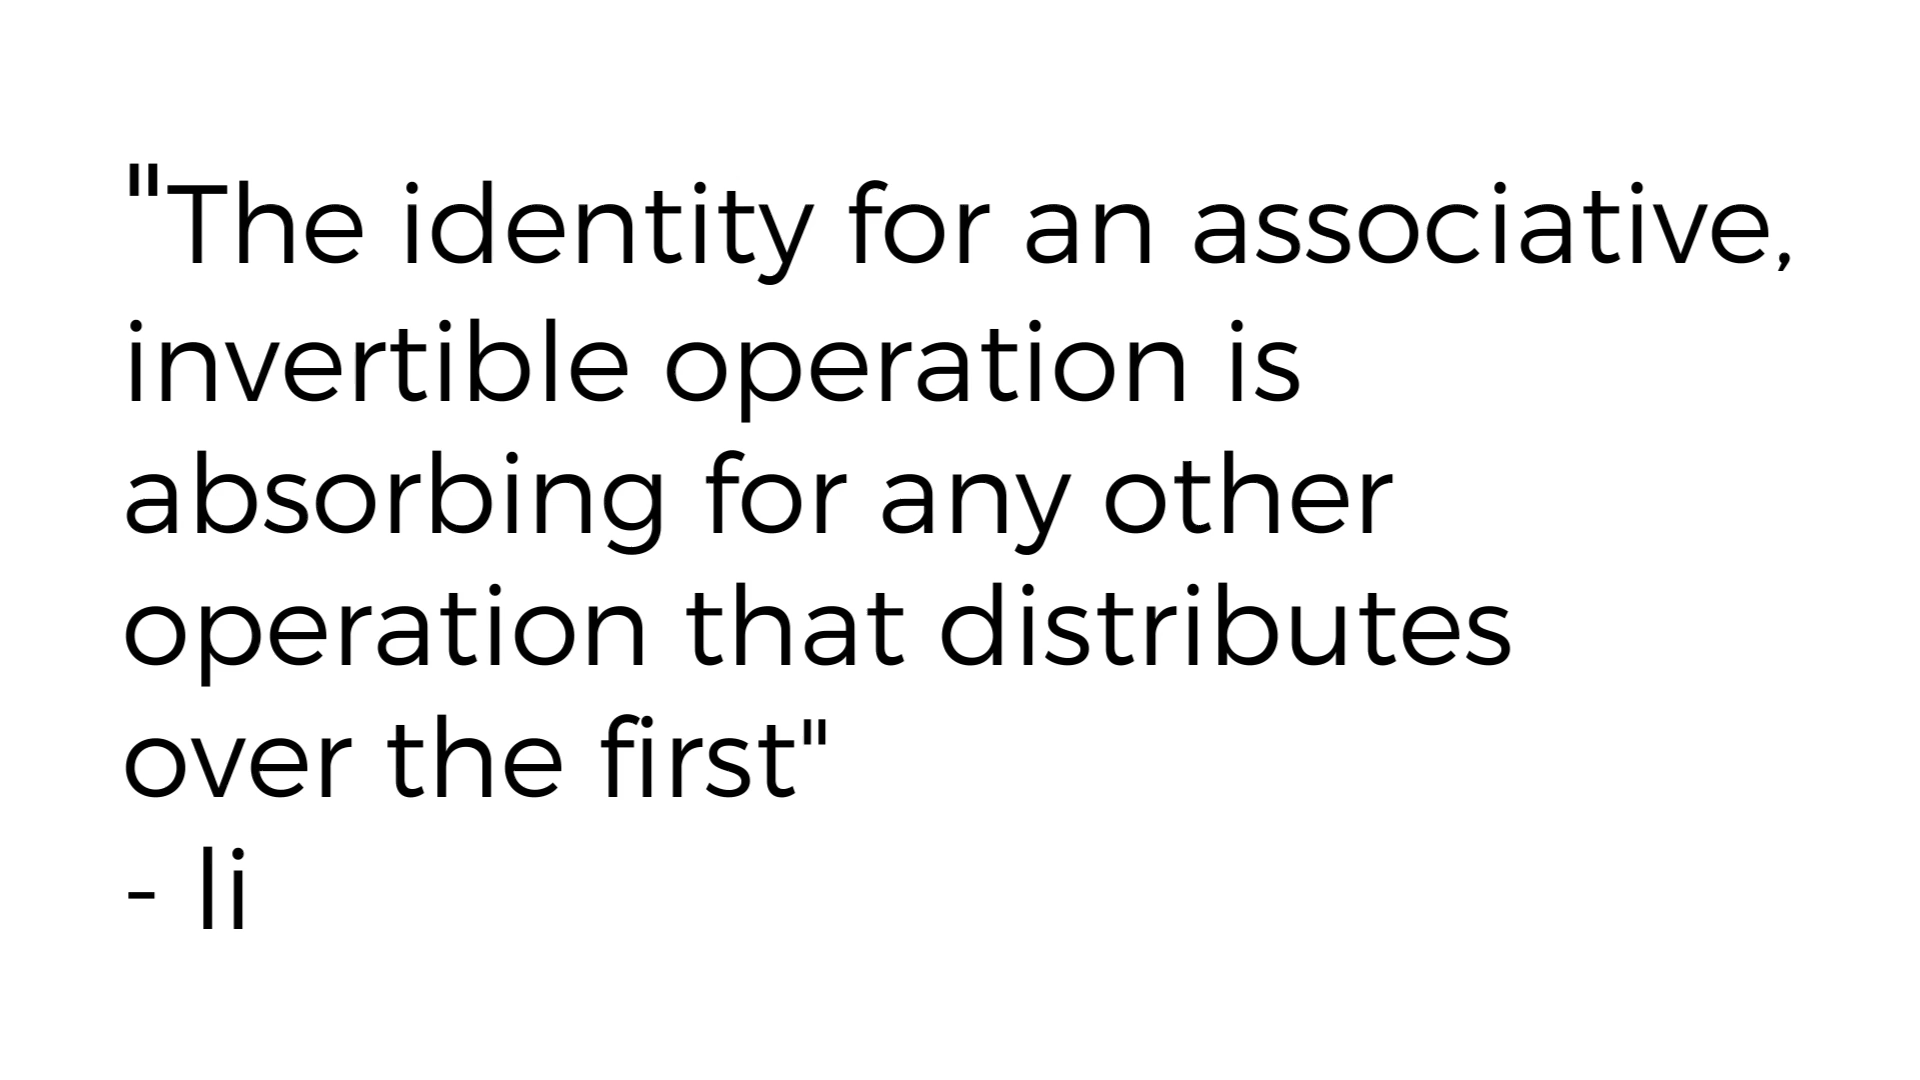 "The identity for an associative,
invertible operation is
absorbing for any other
operation that distributes
over the first"
- li